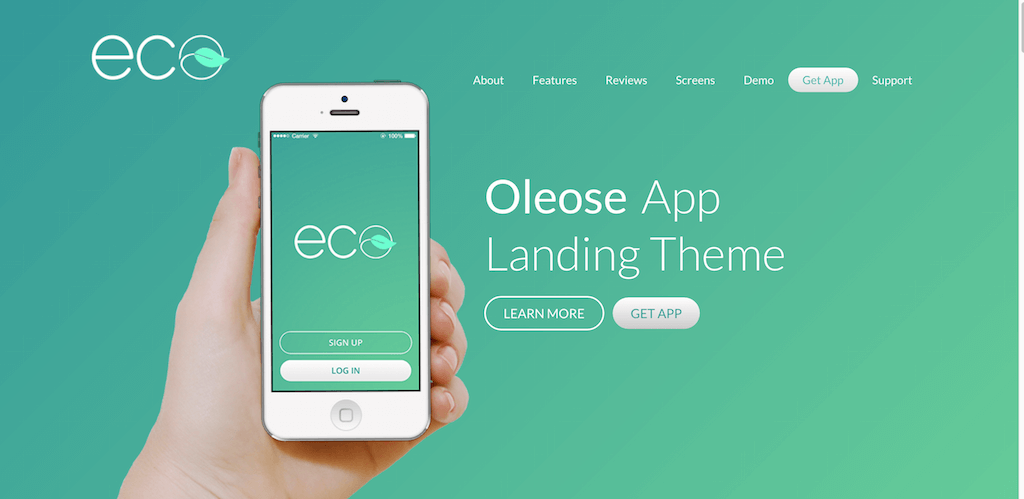 eco
About Features Reviews Screens Demo Get App Support
Carrier 100%
eco
SIGN UP
LOG IN
Oleose App
Landing Theme
LEARN MORE GET APP